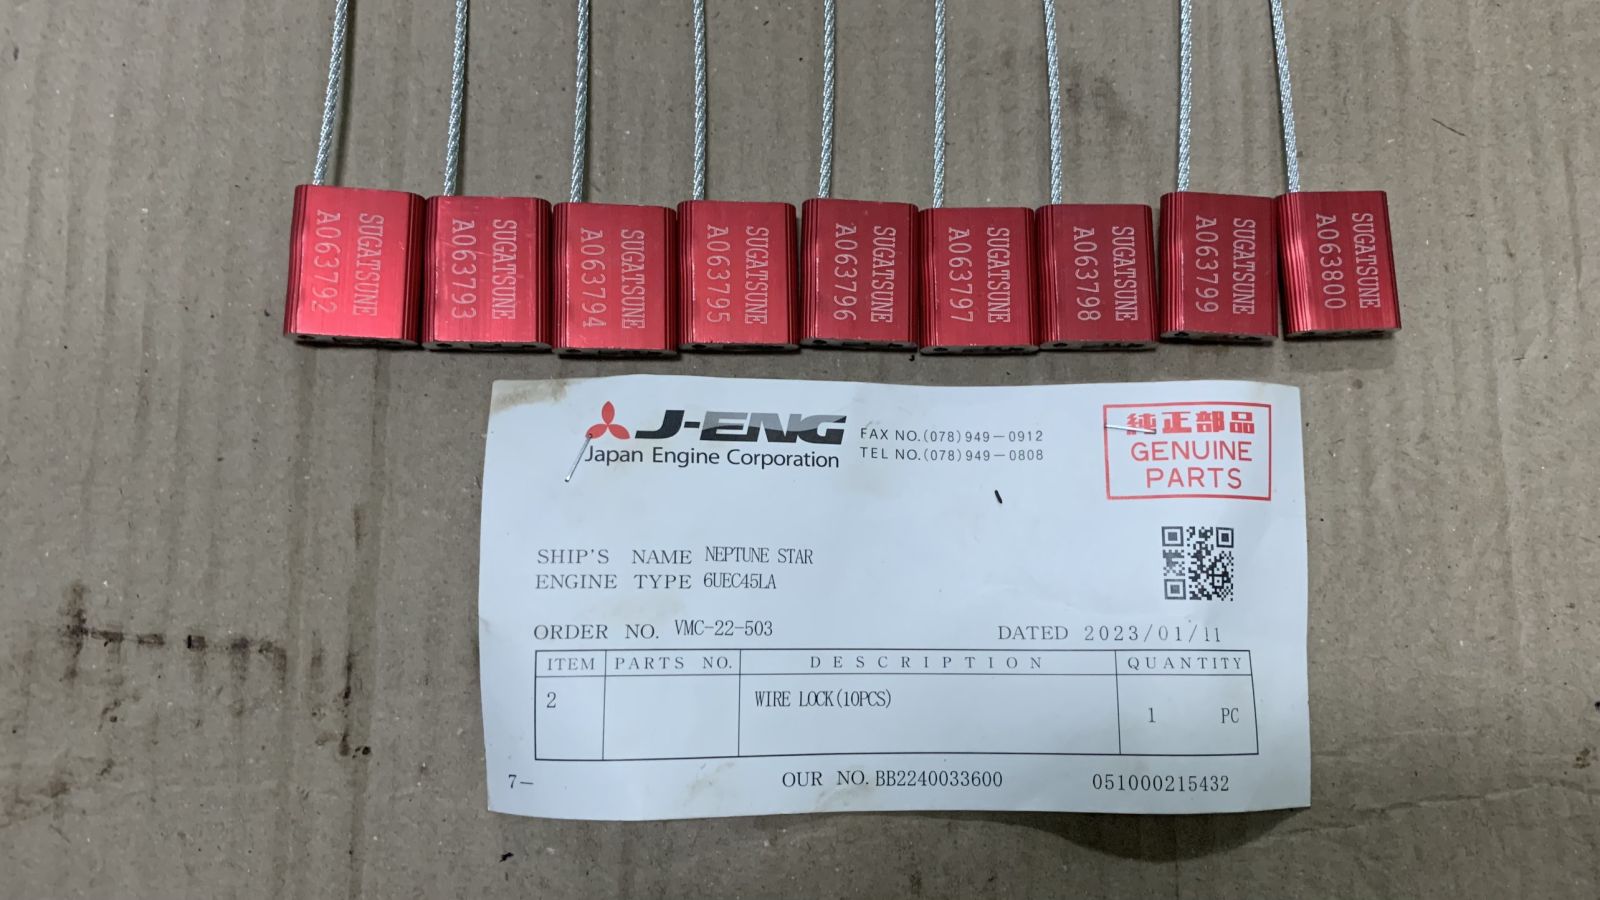 SUGATSUNE
A063792
SUGATSUNE
A063793
SUGATSUNE
A063794
SUGATSUNE
A063795
SUGATSUNE
A063796
SUGATSUNE
A063797
SUGATSUNE
A063798
SUGATSUNE
A063799
SUGATSUNE
A063800
J-ENG
Japan Engine Corporation
FAX NO.(078)949-0912
TEL NO.(078)949-0808
純正部品
GENUINE
PARTS
SHIP'S NAME NEPTUNE STAR
ENGINE TYPE 6UEC45LA
ORDER NO. VMC-22-503
DATED 2023/01/11
ITEM PARTS NO. DESCRIPTION QUANTITY
2 WIRE LOCK(10PCS) 1 PC
7- OUR NO. BB2240033600 051000215432